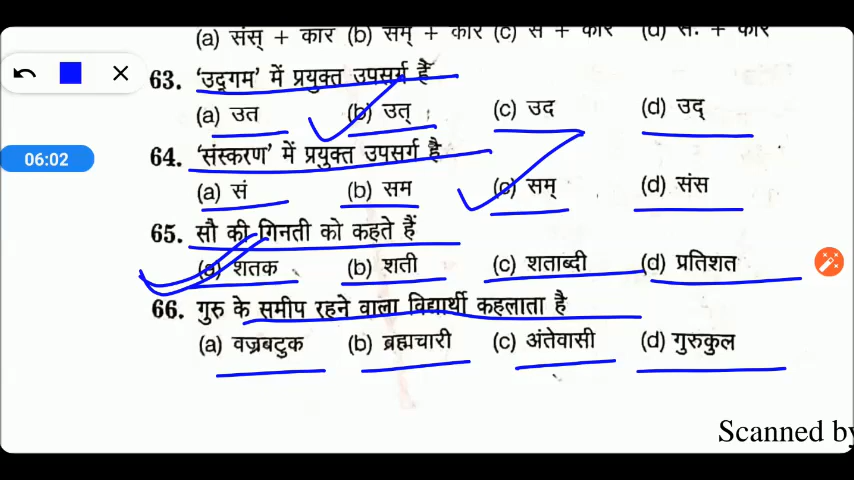 (a) संस् + कार (b) सम् + कार (c) स + कार (d) सः + कार
63. ‘उद्गम’ में प्रयुक्त उपसर्ग है
(a) उत (b) उत् (c) उद (d) उद्
06:02
64. ‘संस्करण’ में प्रयुक्त उपसर्ग है
(a) सं (b) सम (c) सम् (d) संस
65. सौ की गिनती को कहते हैं
(a) शतक (b) शती (c) शताब्दी (d) प्रतिशत
66. गुरु के समीप रहने वाला विद्यार्थी कहलाता है
(a) वज्रबटुक (b) ब्रह्मचारी (c) अंतेवासी (d) गुरुकुल
Scanned by